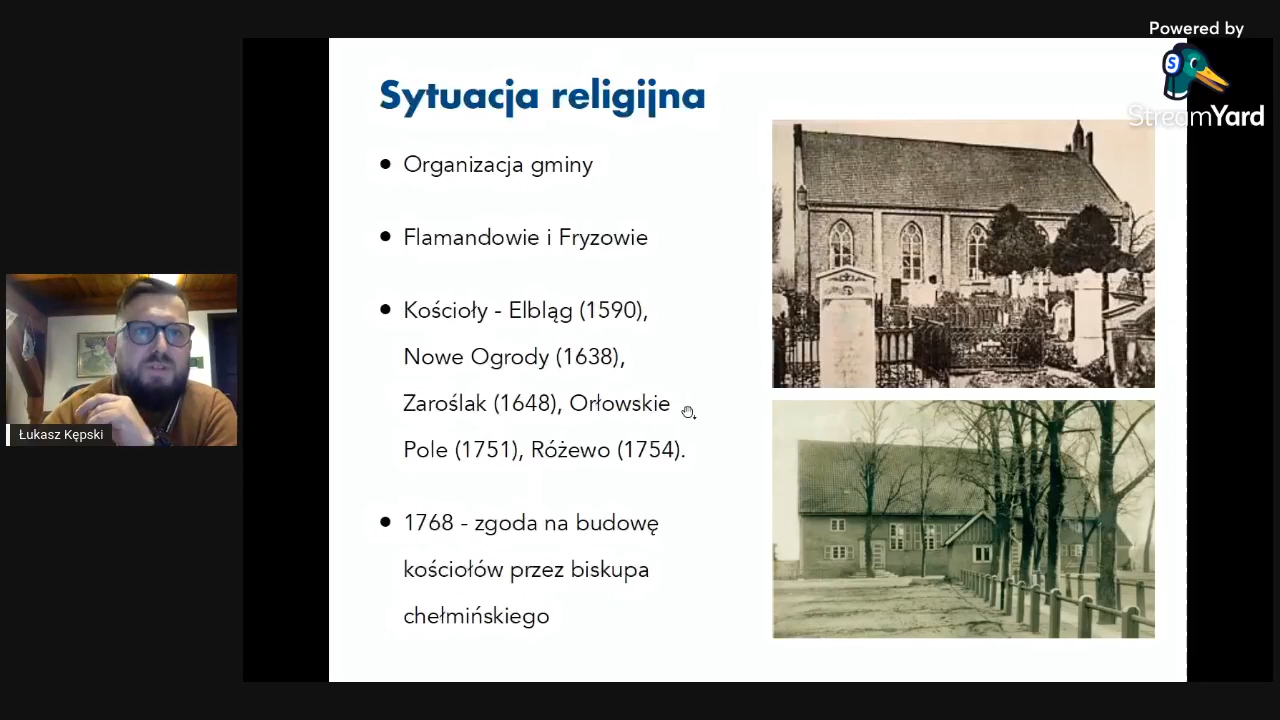 Powered by
StreamYard
Sytuacja religijna
Organizacja gminy
Flamandowie i Fryzowie
Kościoły - Elbląg (1590),
Nowe Ogrody (1638),
Zaroślak (1648), Orłowskie
Pole (1751), Różewo (1754).
1768 - zgoda na budowę
kościołów przez biskupa
chełmińskiego
Łukasz Kępski